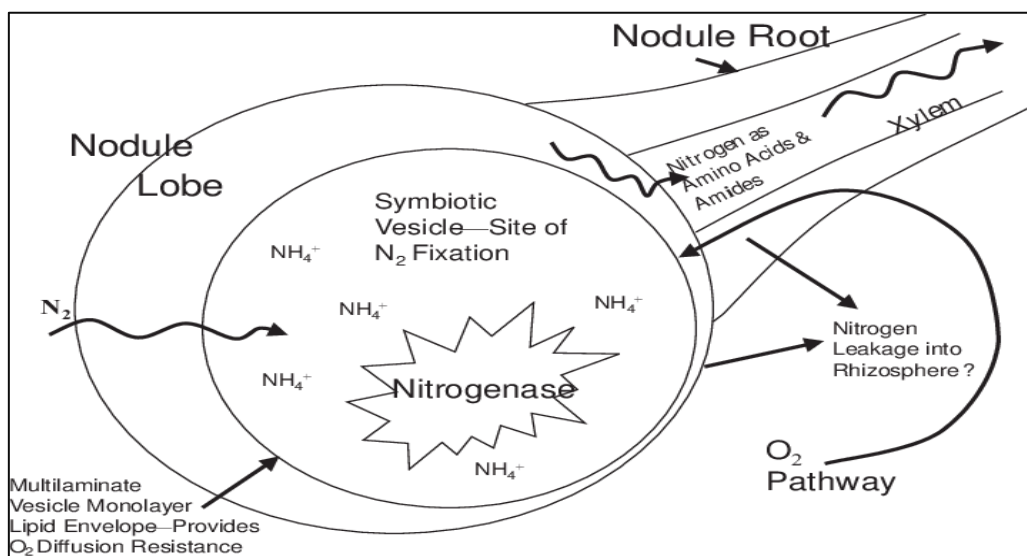 Nodule Root
Nodule
Lobe
Xylem
Nitrogen as
Amino Acids &
Amides
Symbiotic
Vesicle—Site of
N₂ Fixation
NH₄⁺
NH₄⁺
NH₄⁺
N₂
NH₄⁺
Nitrogenase
NH₄⁺
Nitrogen
Leakage into
Rhizosphere?
O₂
Pathway
Multilaminate
Vesicle Monolayer
Lipid Envelope—Provides
O₂ Diffusion Resistance